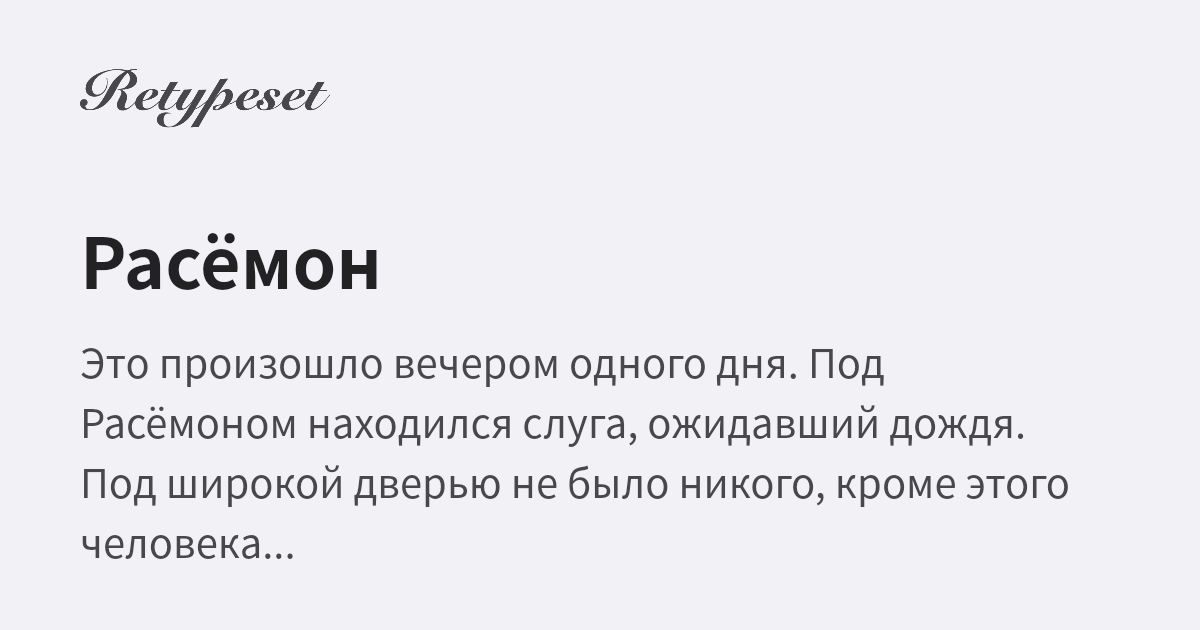 Retypeset
Расёмон
Это произошло вечером одного дня. Под
Расёмоном находился слуга, ожидавший дождя.
Под широкой дверью не было никого, кроме этого
человека...